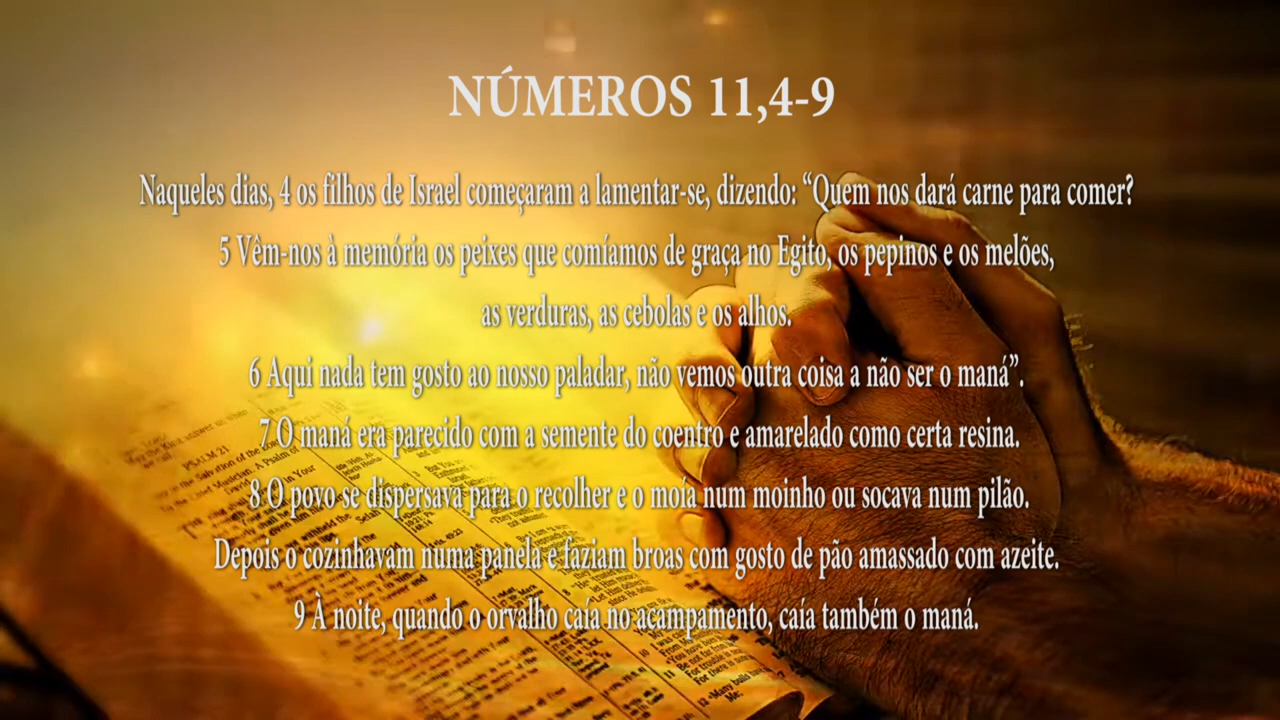 NÚMEROS 11,4-9
Naqueles dias, 4 os filhos de Israel começaram a lamentar-se, dizendo: “Quem nos dará carne para comer?
5 Vêm-nos à memória os peixes que comíamos de graça no Egito, os pepinos e os melões,
as verduras, as cebolas e os alhos.
6 Aqui nada tem gosto ao nosso paladar, não vemos outra coisa a não ser o maná”.
7 O maná era parecido com a semente do coentro e amarelado como certa resina.
8 O povo se dispersava para o recolher e o moía num moinho ou socava num pilão.
Depois o cozinhavam numa panela e faziam broas com gosto de pão amassado com azeite.
9 À noite, quando o orvalho caía no acampamento, caía também o maná.
PSALM 21